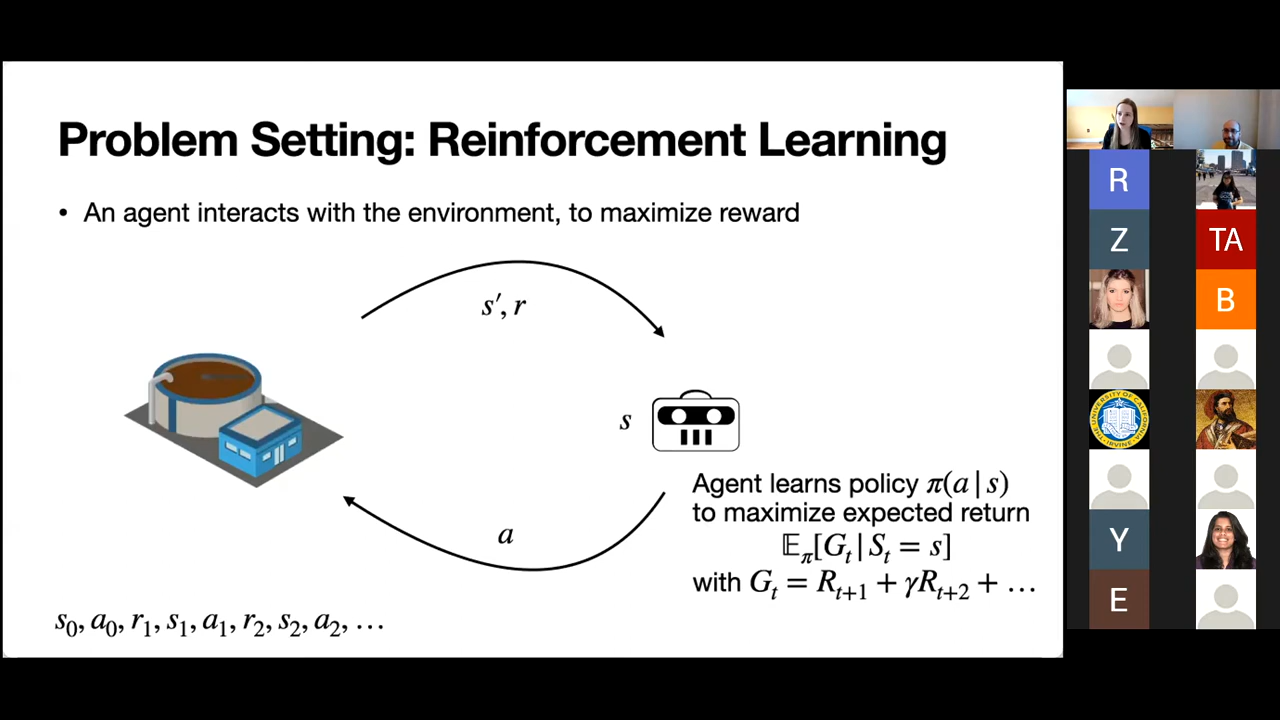 Problem Setting: Reinforcement Learning
• An agent interacts with the environment, to maximize reward
s′, r
s
a
Agent learns policy π(a | s)
to maximize expected return
𝔼π[Gt | St = s]
with Gt = Rt+1 + γRt+2 + …
s0, a0, r1, s1, a1, r2, s2, a2, …
R
Z
TA
B
Y
E